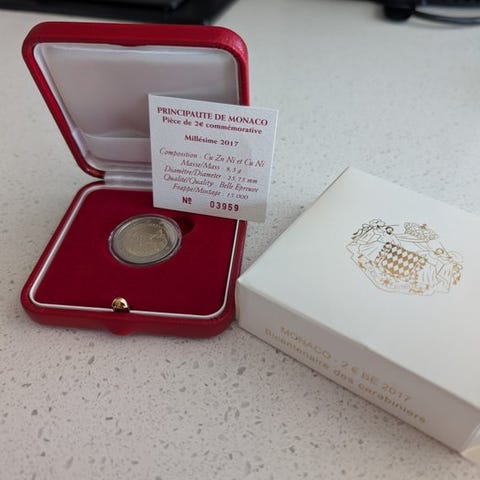 PRINCIPAUTE DE MONACO
Pièce de 2€ commémorative
Millésime 2017
Composition - Cu Zn Ni et Cu Ni
Masse/Mass - 8,5 g
Diamètre/Diameter - 25,75 mm
Qualité/Quality - Belle Epreuve
Frappe/Mintage - 15 000
Nº 03959
MONACO - 2 € BE 2017
Bicentenaire des carabiniers